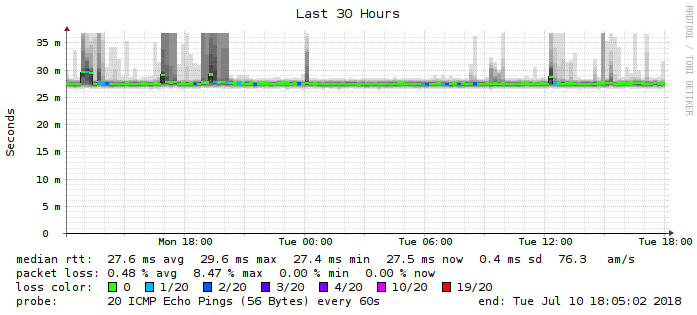 Last 30 Hours
RRDTOOL / TOBI OETIKER
Seconds
35 m
30 m
25 m
20 m
15 m
10 m
5 m
0
Mon 18:00 Tue 00:00 Tue 06:00 Tue 12:00 Tue 18:00
median rtt: 27.6 ms avg 29.6 ms max 27.4 ms min 27.5 ms now 0.4 ms sd 76.3 am/s
packet loss: 0.48 % avg 8.47 % max 0.00 % min 0.00 % now
loss color: 0 1/20 2/20 3/20 4/20 10/20 19/20
probe: 20 ICMP Echo Pings (56 Bytes) every 60s end: Tue Jul 10 18:05:02 2018